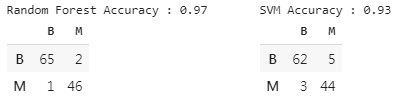 Random Forest Accuracy : 0.97 SVM Accuracy : 0.93
B M B M
B 65 2 B 62 5
M 1 46 M 3 44